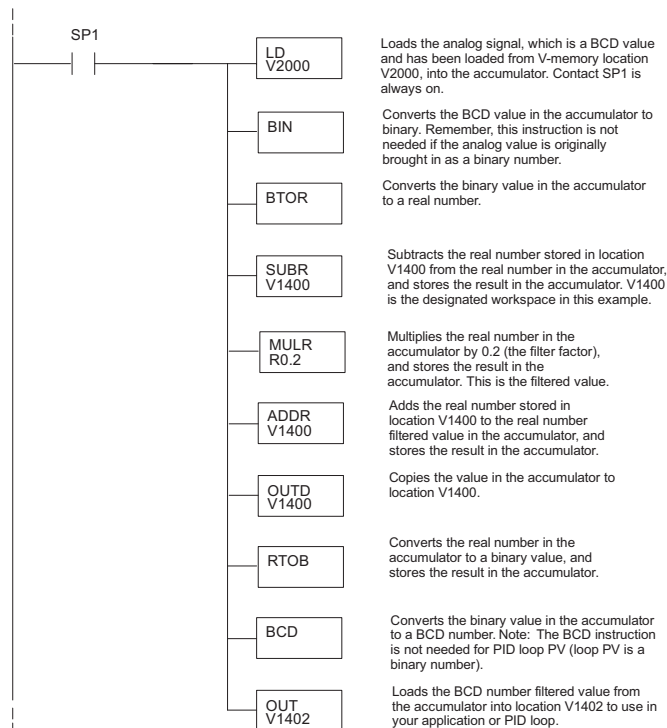 SP1
LD
V2000
Loads the analog signal, which is a BCD value
and has been loaded from V-memory location
V2000, into the accumulator. Contact SP1 is
always on.
BIN
Converts the BCD value in the accumulator to
binary. Remember, this instruction is not
needed if the analog value is originally
brought in as a binary number.
BTOR
Converts the binary value in the accumulator
to a real number.
SUBR
V1400
Subtracts the real number stored in location
V1400 from the real number in the accumulator,
and stores the result in the accumulator. V1400
is the designated workspace in this example.
MULR
R0.2
Multiplies the real number in the
accumulator by 0.2 (the filter factor),
and stores the result in the
accumulator. This is the filtered value.
ADDR
V1400
Adds the real number stored in
location V1400 to the real number
filtered value in the accumulator, and
stores the result in the accumulator.
OUTD
V1400
Copies the value in the accumulator to
location V1400.
RTOB
Converts the real number in the
accumulator to a binary value, and
stores the result in the accumulator.
BCD
Converts the binary value in the accumulator
to a BCD number. Note: The BCD instruction
is not needed for PID loop PV (loop PV is a
binary number).
OUT
V1402
Loads the BCD number filtered value from
the accumulator into location V1402 to use in
your application or PID loop.